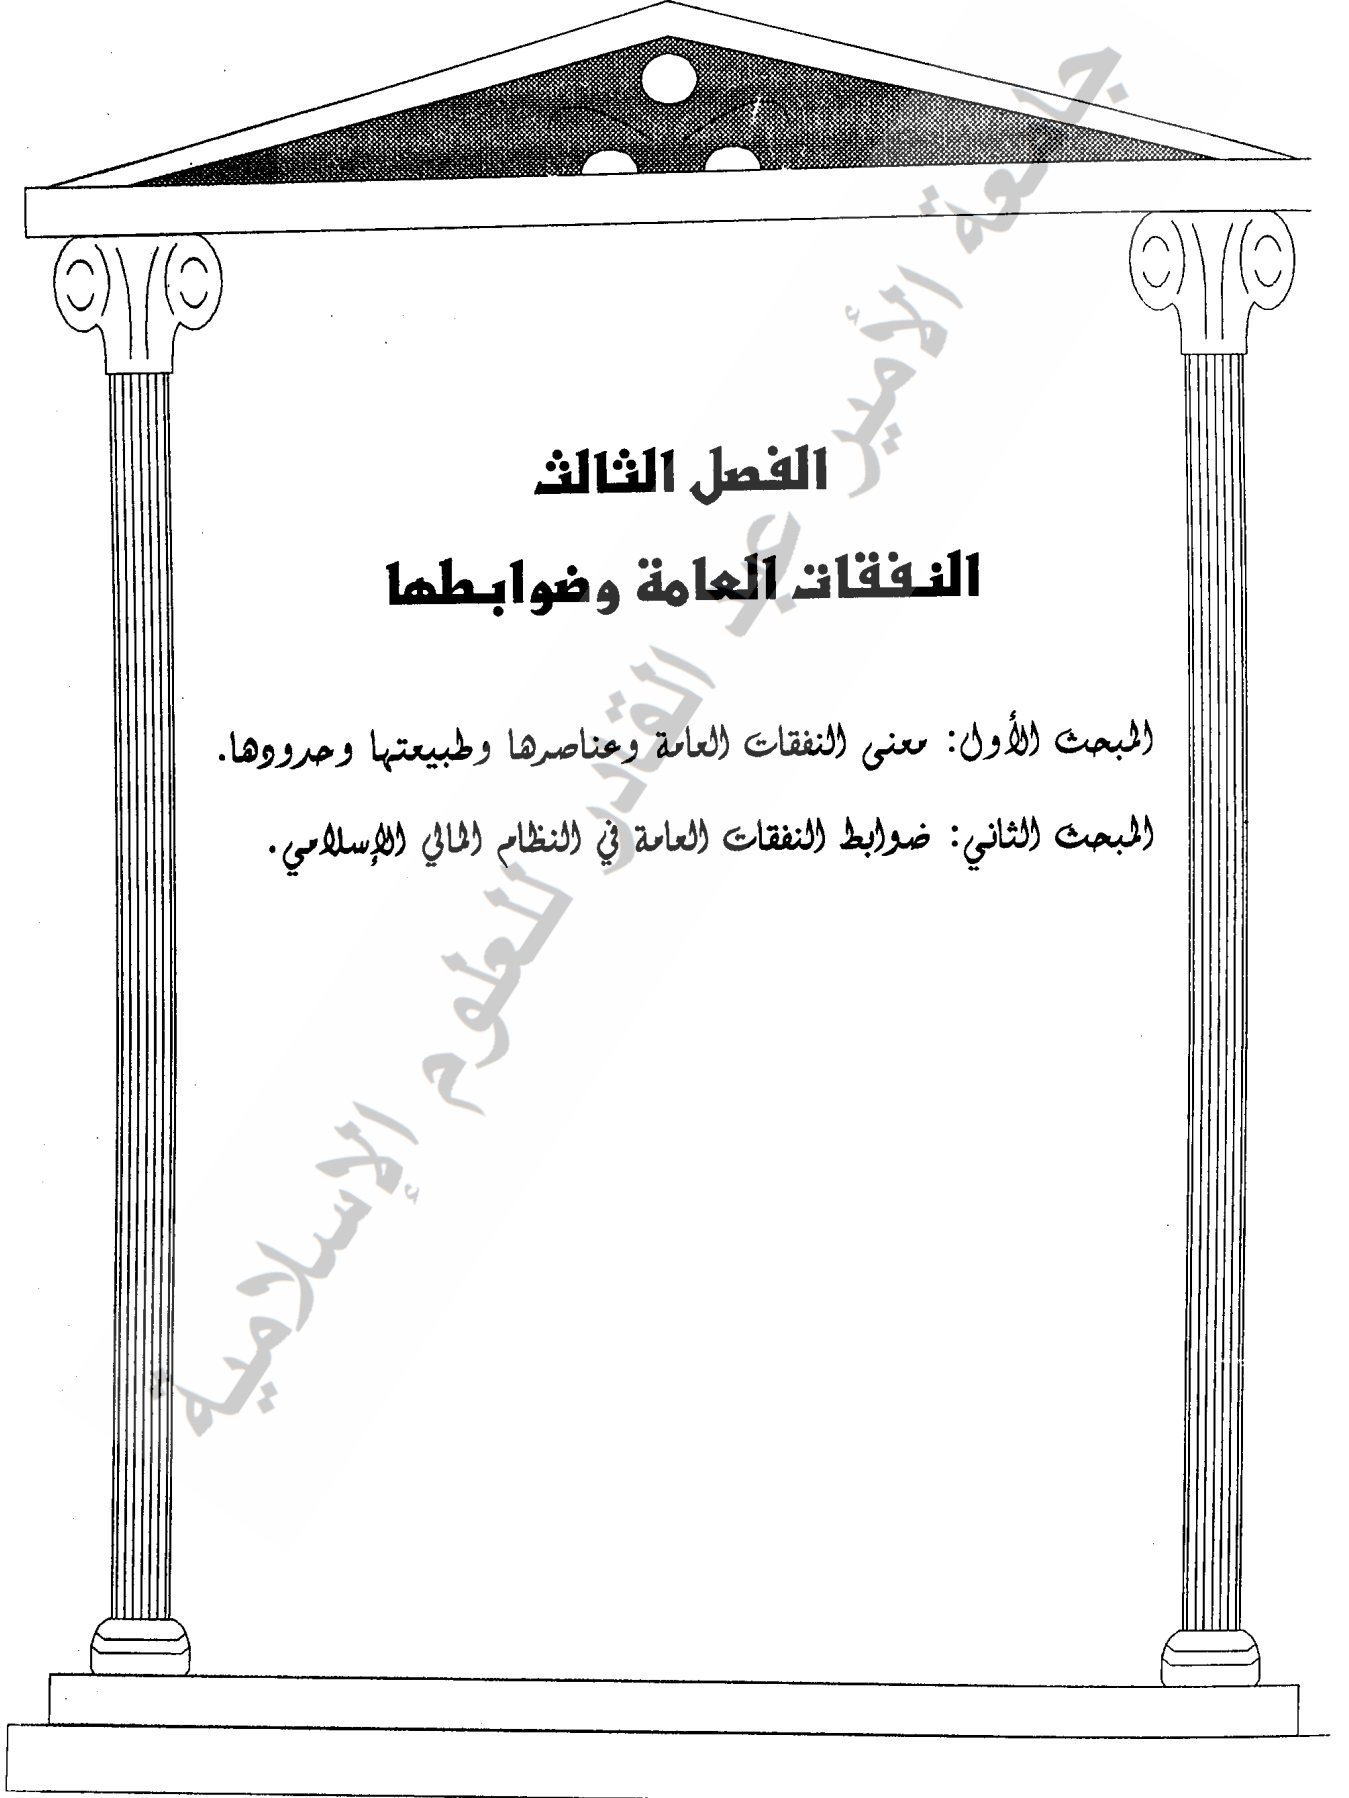 الفصل الثالث
النفقات العامة وضوابطها
المبحث الأول: معنى النفقات العامة وعناصرها وطبيعتها وحدودها.
المبحث الثاني: ضوابط النفقات العامة في النظام المالي الإسلامي.
جامعة الأمير عبد القادر للعلوم الإسلامية